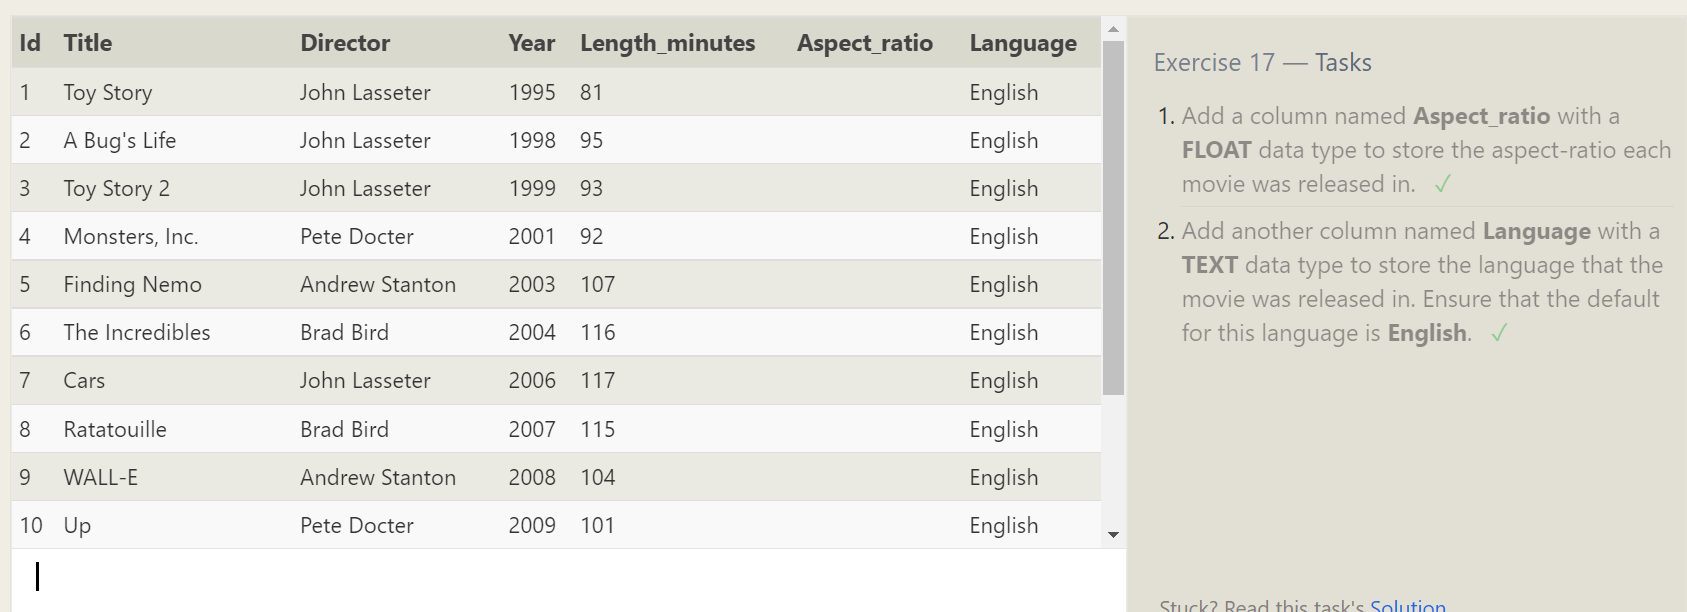 Id Title Director Year Length_minutes Aspect_ratio Language
1 Toy Story John Lasseter 1995 81 English
2 A Bug's Life John Lasseter 1998 95 English
3 Toy Story 2 John Lasseter 1999 93 English
4 Monsters, Inc. Pete Docter 2001 92 English
5 Finding Nemo Andrew Stanton 2003 107 English
6 The Incredibles Brad Bird 2004 116 English
7 Cars John Lasseter 2006 117 English
8 Ratatouille Brad Bird 2007 115 English
9 WALL-E Andrew Stanton 2008 104 English
10 Up Pete Docter 2009 101 English
Exercise 17 — Tasks
1. Add a column named Aspect_ratio with a
FLOAT data type to store the aspect-ratio each
movie was released in. ✓
2. Add another column named Language with a
TEXT data type to store the language that the
movie was released in. Ensure that the default
for this language is English. ✓
Stuck? Read this task's Solution